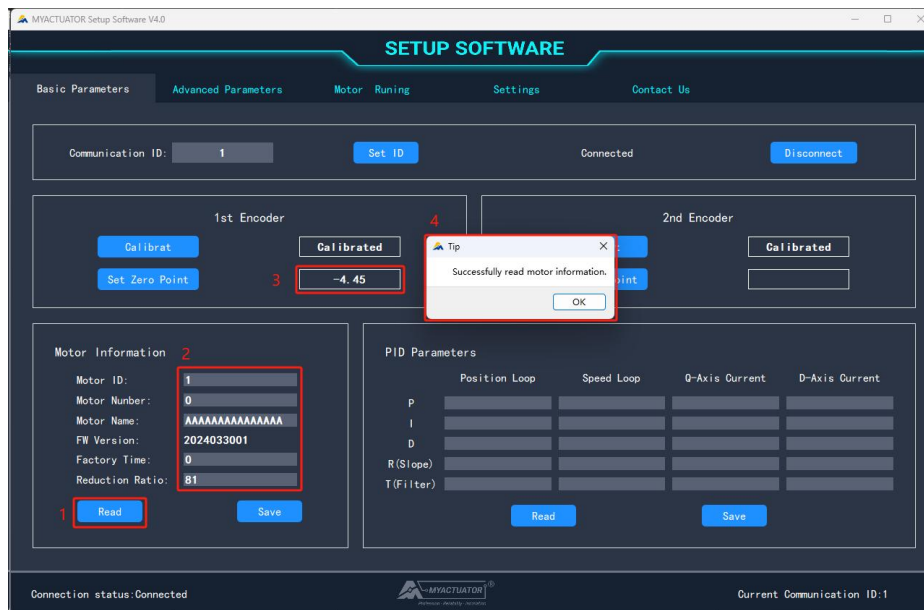 MYACTUATOR Setup Software V4.0
SETUP SOFTWARE
Basic Parameters Advanced Parameters Motor Runing Settings Contact Us
Communication ID: 1 Set ID Connected Disconnect
1st Encoder 2nd Encoder
4
Tip
Calibrat Calibrated Calibrated
Successfully read motor information.
Set Zero Point 3 -4.45 oint
OK
Motor Information 2
Motor ID: 1
Motor Nunber: 0
Motor Name: AAAAAAAAAAAAAAA
FW Version: 2024033001
Factory Time: 0
Reduction Ratio: 81
1 Read Save
PID Parameters
Position Loop Speed Loop Q-Axis Current D-Axis Current
P
I
D
R(Slope)
T(Filter)
Read Save
Connection status:Connected MYACTUATOR Current Communication ID:1